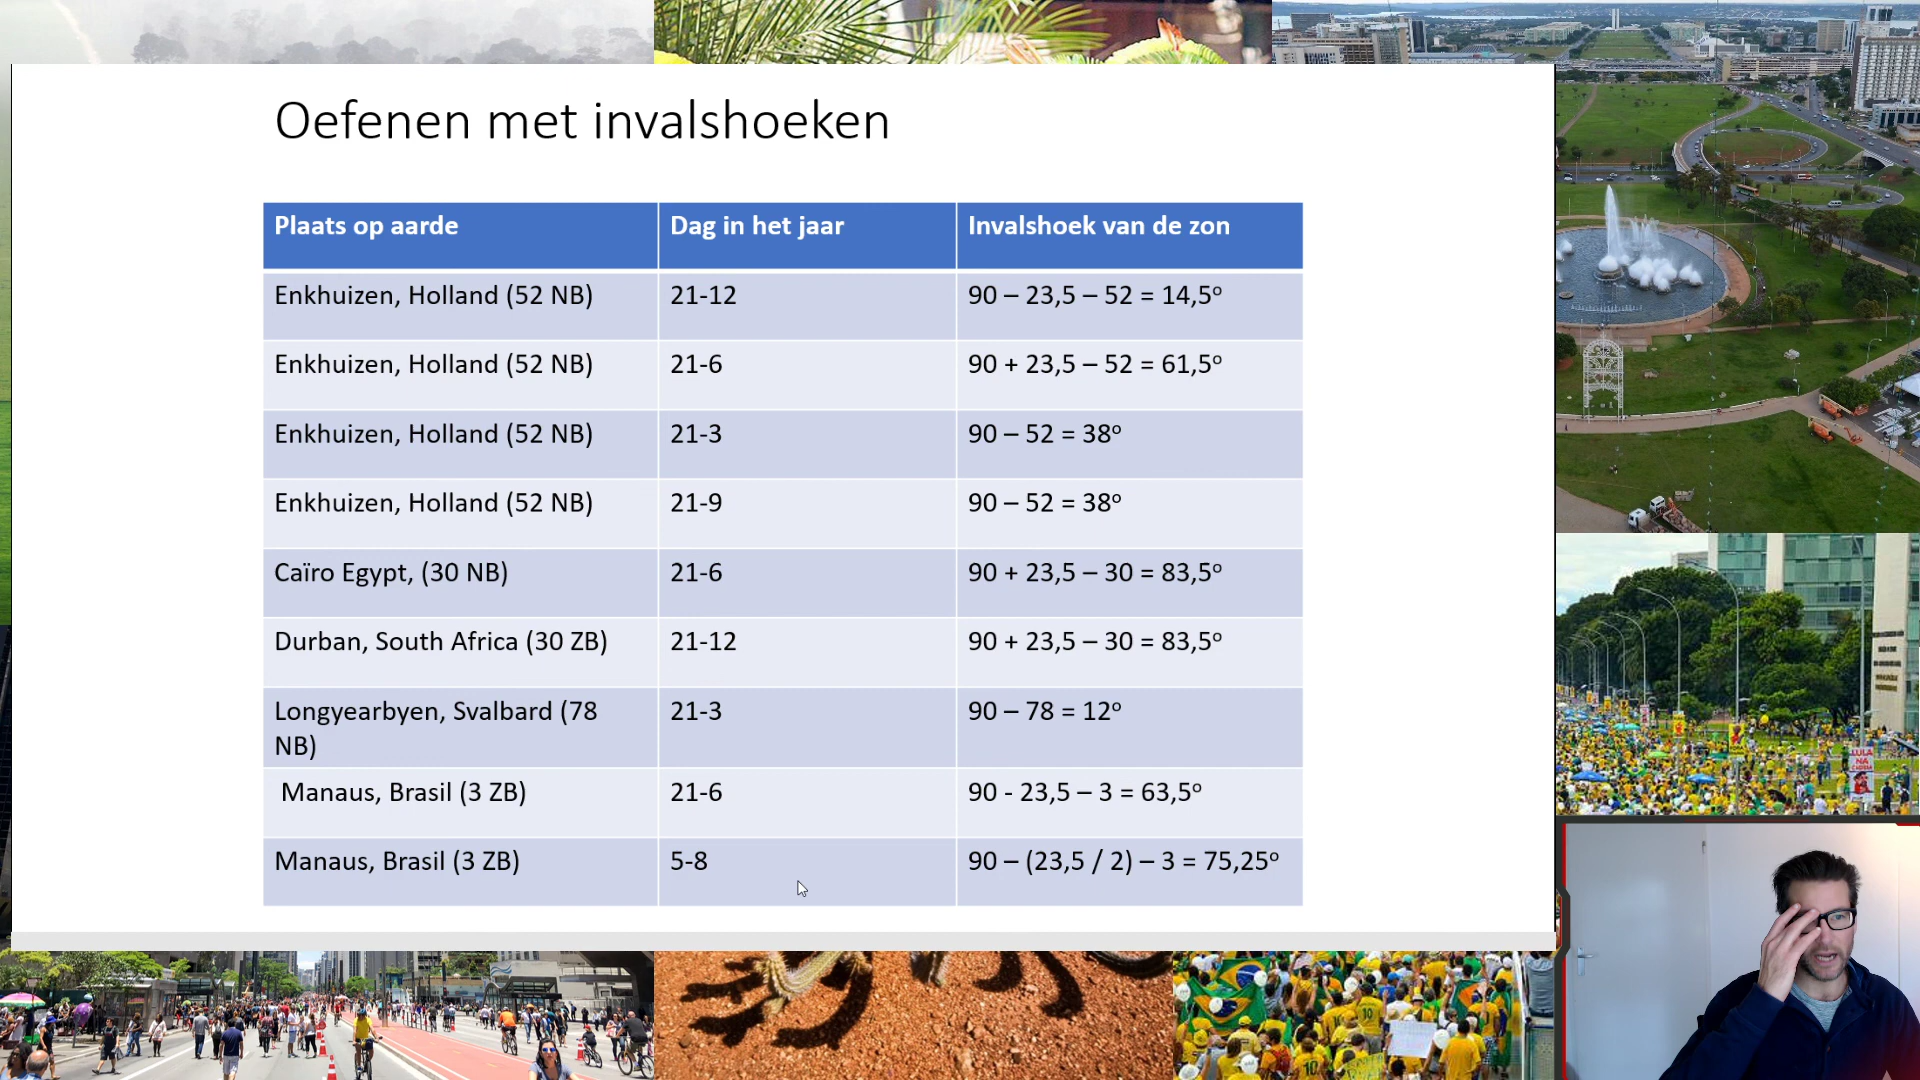 Oefenen met invalshoeken
Plaats op aarde Dag in het jaar Invalshoek van de zon
Enkhuizen, Holland (52 NB) 21-12 90 – 23,5 – 52 = 14,5º
Enkhuizen, Holland (52 NB) 21-6 90 + 23,5 – 52 = 61,5º
Enkhuizen, Holland (52 NB) 21-3 90 – 52 = 38º
Enkhuizen, Holland (52 NB) 21-9 90 – 52 = 38º
Caïro Egypt, (30 NB) 21-6 90 + 23,5 – 30 = 83,5º
Durban, South Africa (30 ZB) 21-12 90 + 23,5 – 30 = 83,5º
Longyearbyen, Svalbard (78 21-3 90 – 78 = 12º
NB)
Manaus, Brasil (3 ZB) 21-6 90 - 23,5 – 3 = 63,5º
Manaus, Brasil (3 ZB) 5-8 90 – (23,5 / 2) – 3 = 75,25º
LULA
NA
10
10